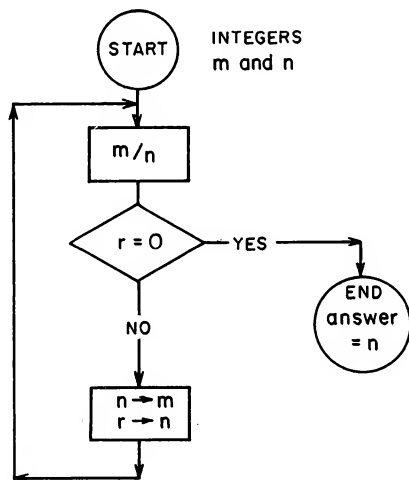 START
INTEGERS
m and n
m/n
r = 0
YES
NO
END
answer
= n
n → m
r → n